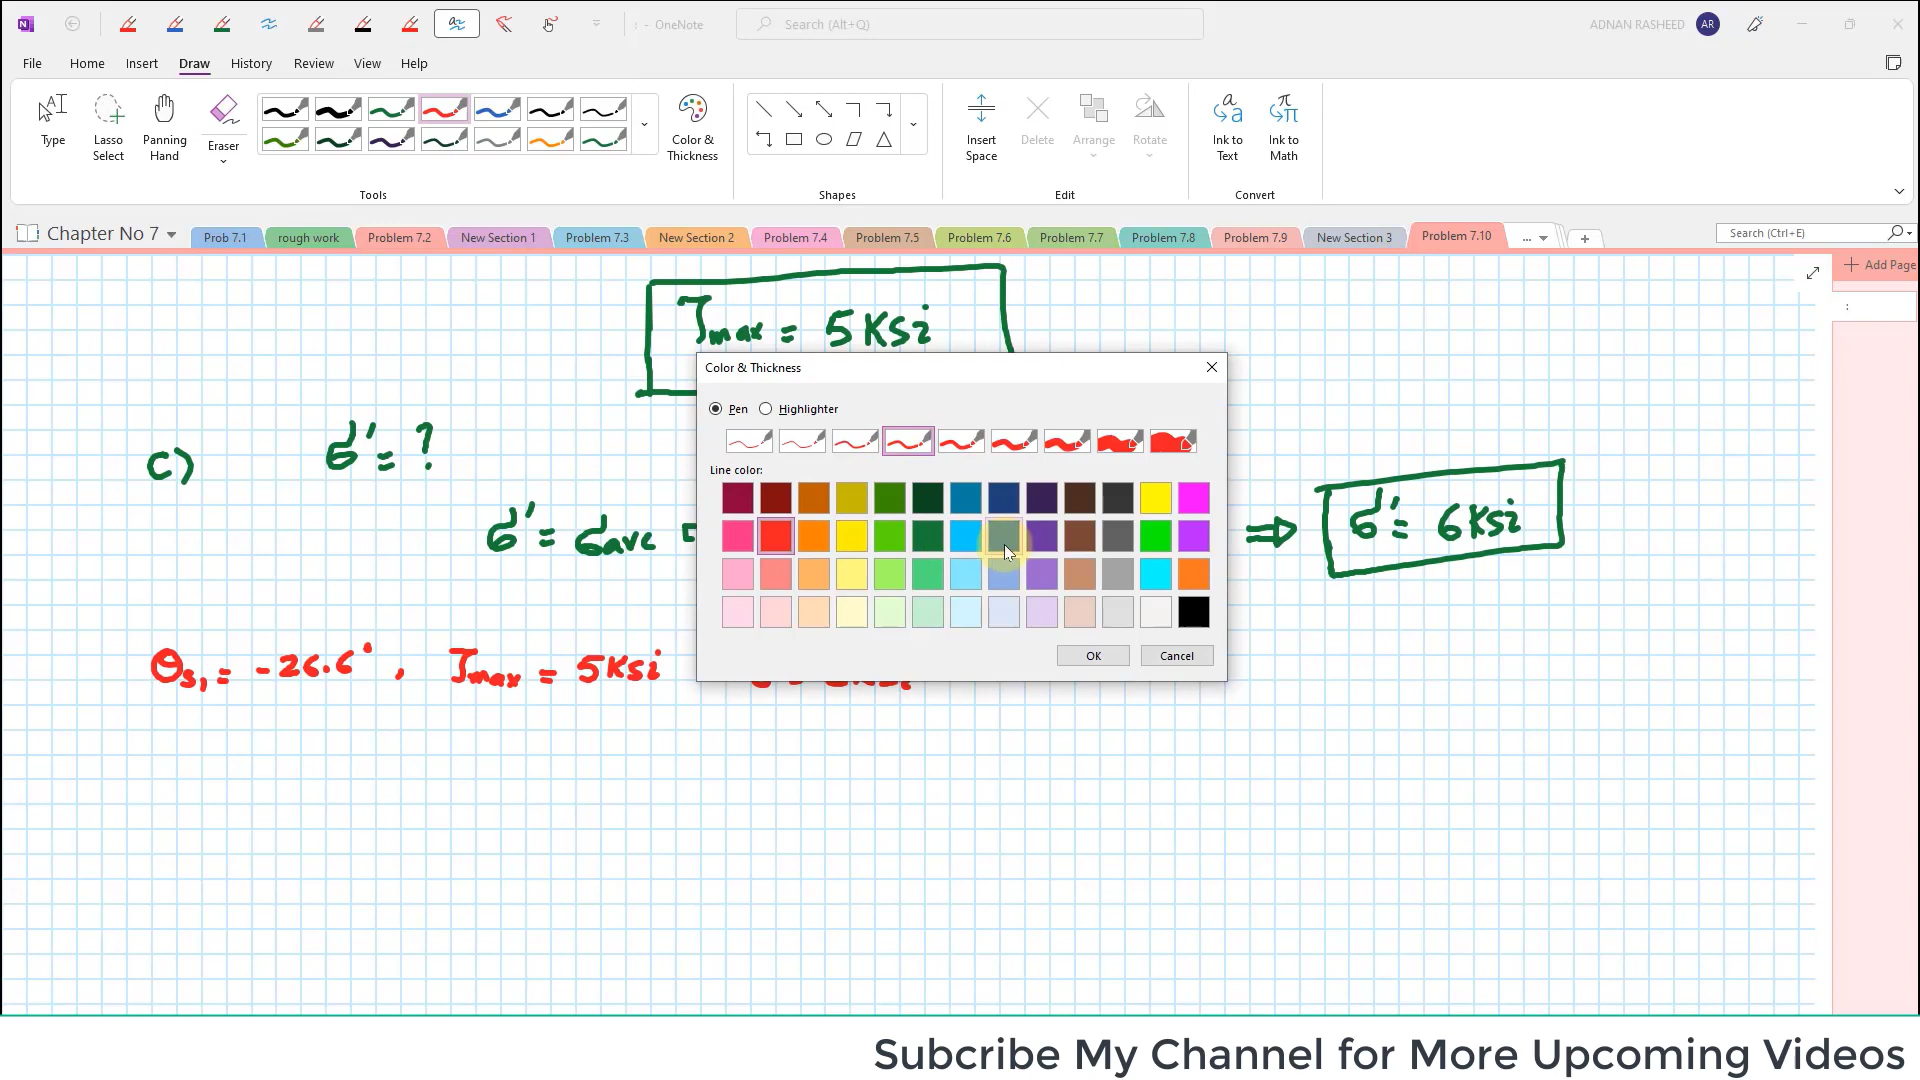 : - OneNote
Search (Alt+Q)
ADNAN RASHEED AR
File Home Insert Draw History Review View Help
Type
Lasso Select
Panning Hand
Eraser
Color & Thickness
Insert Space
Delete
Arrange
Rotate
Ink to Text
Ink to Math
Tools Shapes Edit Convert
Chapter No 7 Prob 7.1 rough work Problem 7.2 New Section 1 Problem 7.3 New Section 2 Problem 7.4 Problem 7.5 Problem 7.6 Problem 7.7 Problem 7.8 Problem 7.9 New Section 3 Problem 7.10 ... + Search (Ctrl+E)
+ Add Page
:
τmax = 5 Ksi
Color & Thickness
Pen Highlighter
Line color:
OK Cancel
c) σ' = ?
σ' = σave
⇒ σ' = 6 Ksi
θs1 = -26.6°, τmax = 5 Ksi
Subcribe My Channel for More Upcoming Videos